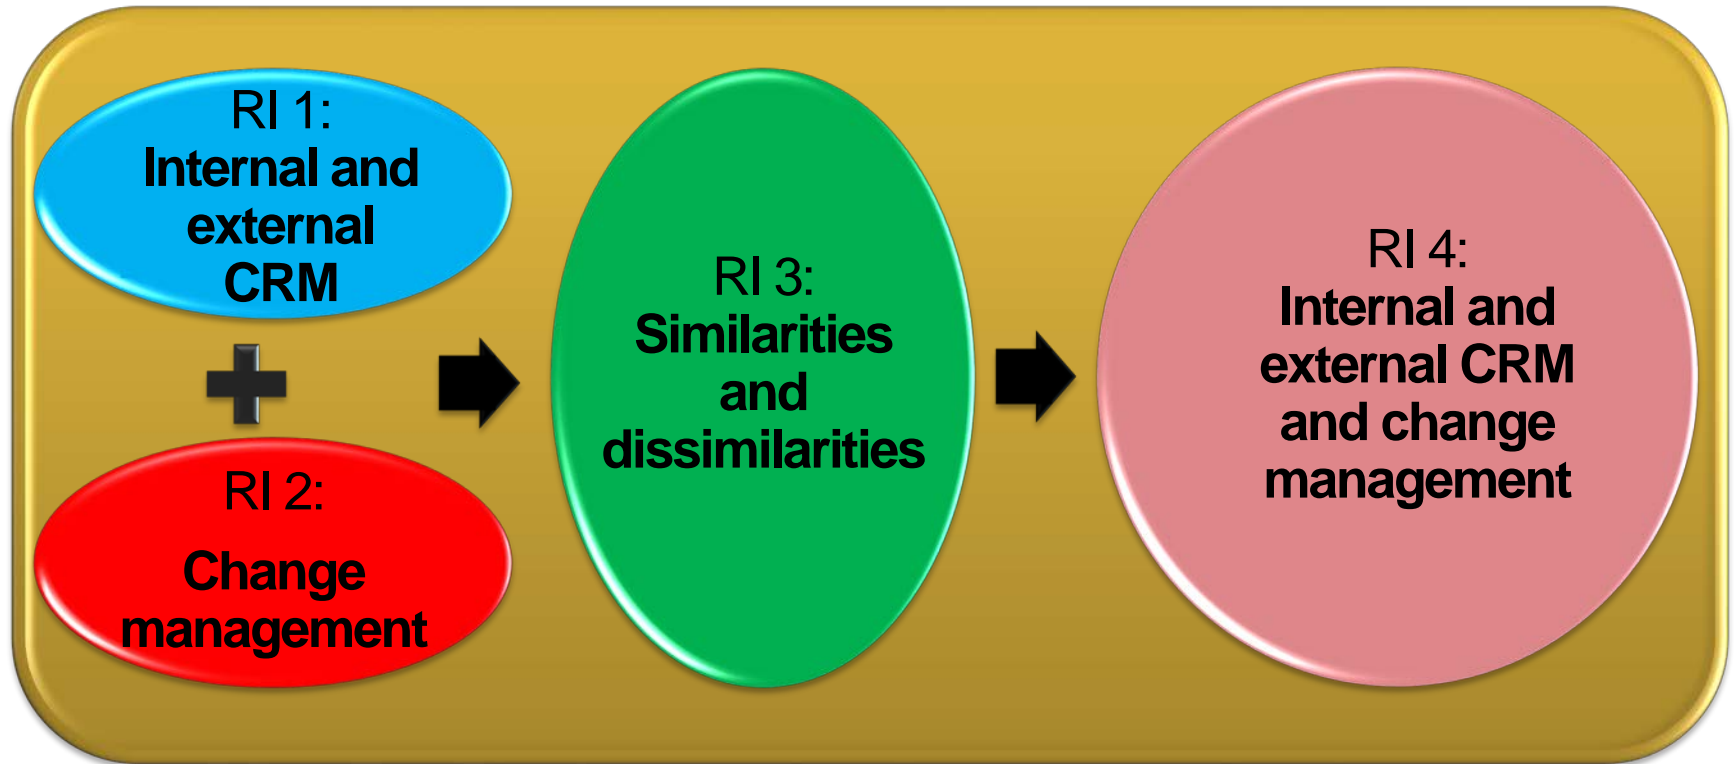 RI 1:
Internal and
external
CRM
RI 2:
Change
management
RI 3:
Similarities
and
dissimilarities
RI 4:
Internal and
external CRM
and change
management